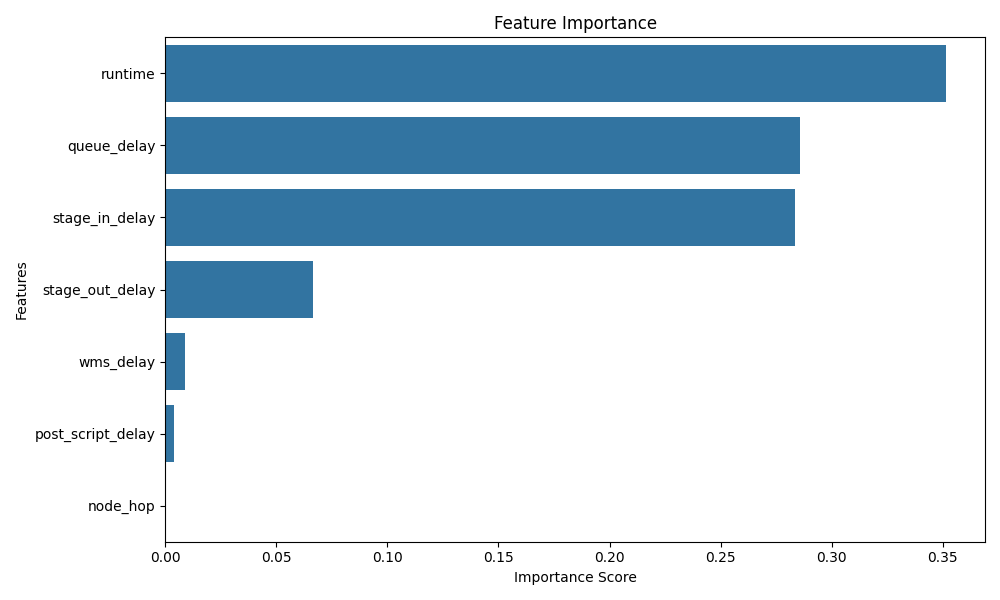 Feature Importance
Features
runtime
queue_delay
stage_in_delay
stage_out_delay
wms_delay
post_script_delay
node_hop
0.00 0.05 0.10 0.15 0.20 0.25 0.30 0.35
Importance Score